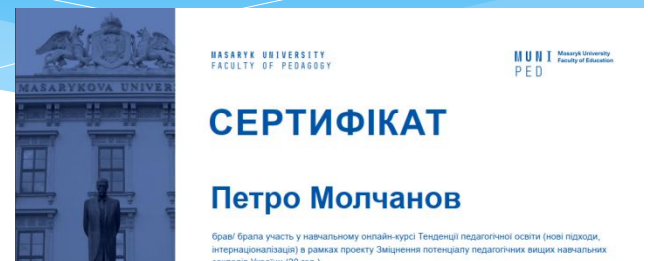 MASARYK UNIVERSITY
FACULTY OF PEDAGOGY
MUNI
PED
Masaryk University
Faculty of Education
MASARYKOVA UNIVER
СЕРТИФІКАТ
Петро Молчанов
брав/ брала участь у навчальному онлайн-курсі Тенденції педагогічної освіти (нові підходи,
інтернаціоналізація) в рамках проекту Зміцнення потенціалу педагогічних вищих навчальних